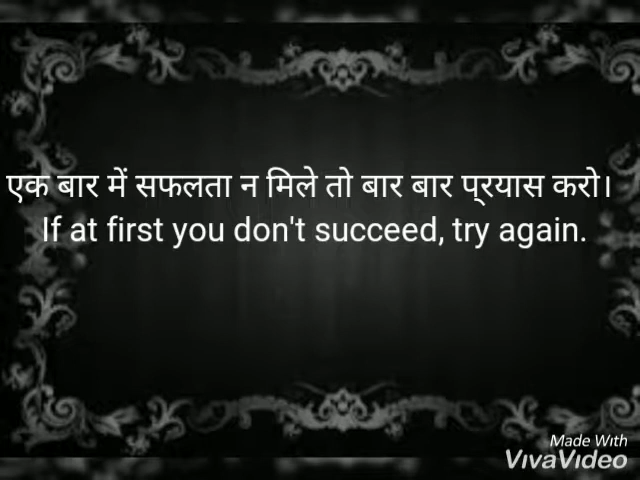 एक बार में सफलता न मिले तो बार बार प्रयास करो।
If at first you don't succeed, try again.
Made With
VivaVideo